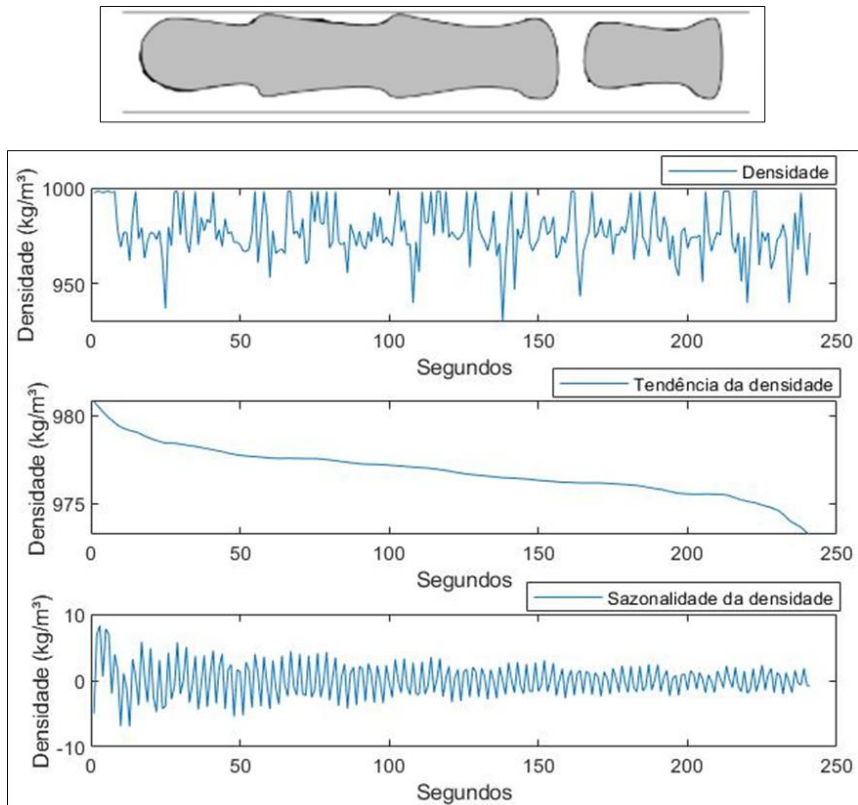 Densidade
Densidade (kg/m³)
1000
950
0
50
100
150
200
250
Segundos
Tendência da densidade
Densidade (kg/m³)
980
975
0
50
100
150
200
250
Segundos
Sazonalidade da densidade
Densidade (kg/m³)
10
0
-10
0
50
100
150
200
250
Segundos